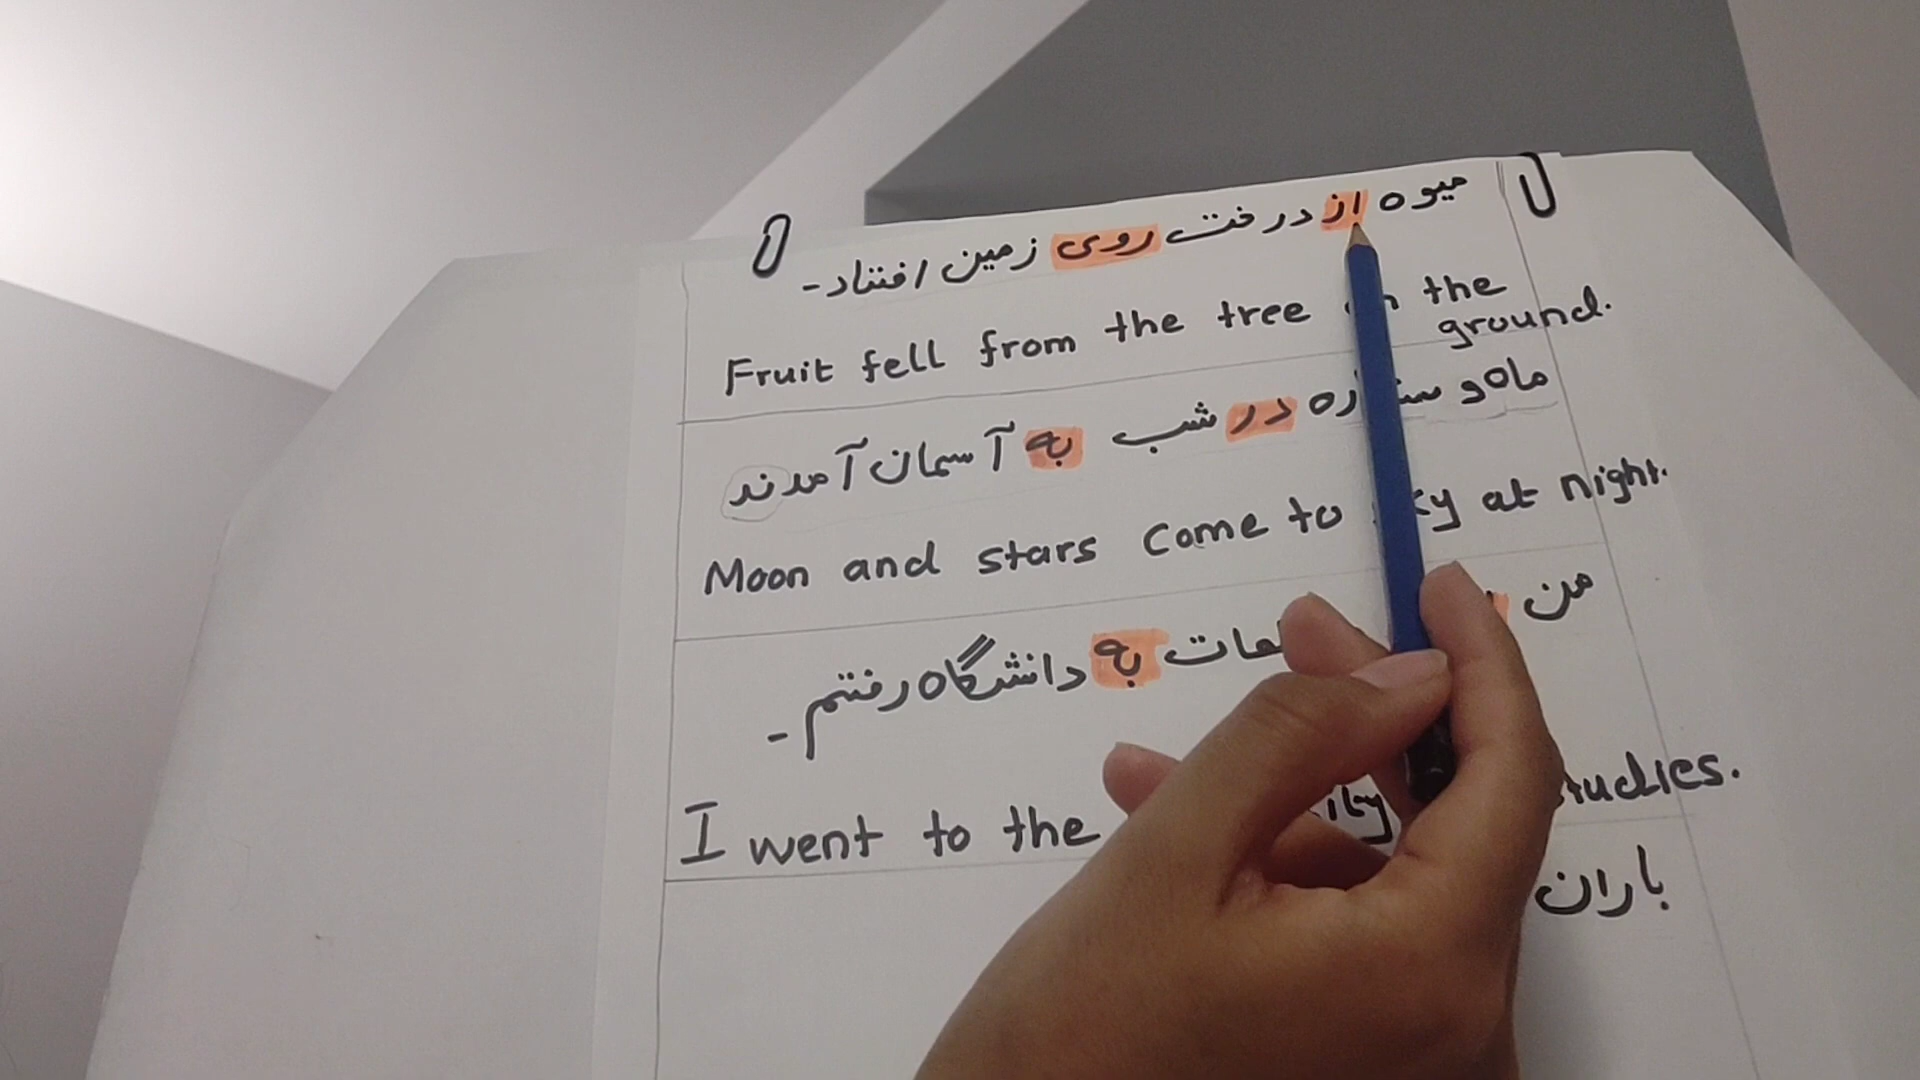 میوه از درخت روی زمین افتاد-
Fruit fell from the tree the
ground.
ماه و در شب به آسمان آمدند
Moon and stars come to at night.
من به دانشگاه رفتم-
I went to the
باران